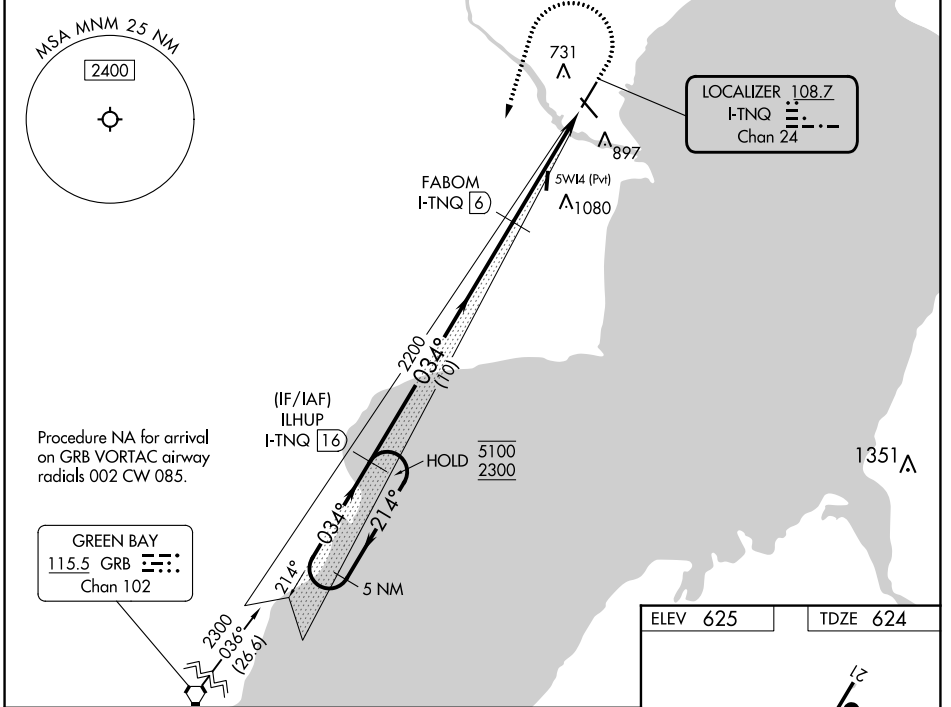 MSA MNM 25 NM
2400
731
LOCALIZER 108.7
I-TNQ
Chan 24
897
FABOM
I-TNQ 6
5WI4 (Pvt)
1080
2200
034°
(10)
(IF/IAF)
ILHUP
I-TNQ 16
HOLD
5100
2300
1351
Procedure NA for arrival
on GRB VORTAC airway
radials 002 CW 085.
034°
214°
GREEN BAY
115.5 GRB
Chan 102
214°
5 NM
2300
036°
(26.6)
ELEV 625
TDZE 624
21